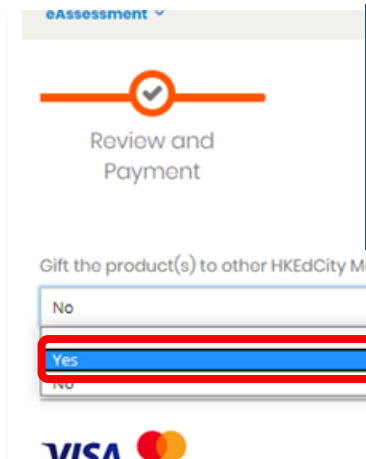 eAssessment
Review and
Payment
Gift the product(s) to other HKEdCity M
No
Yes
No
VISA